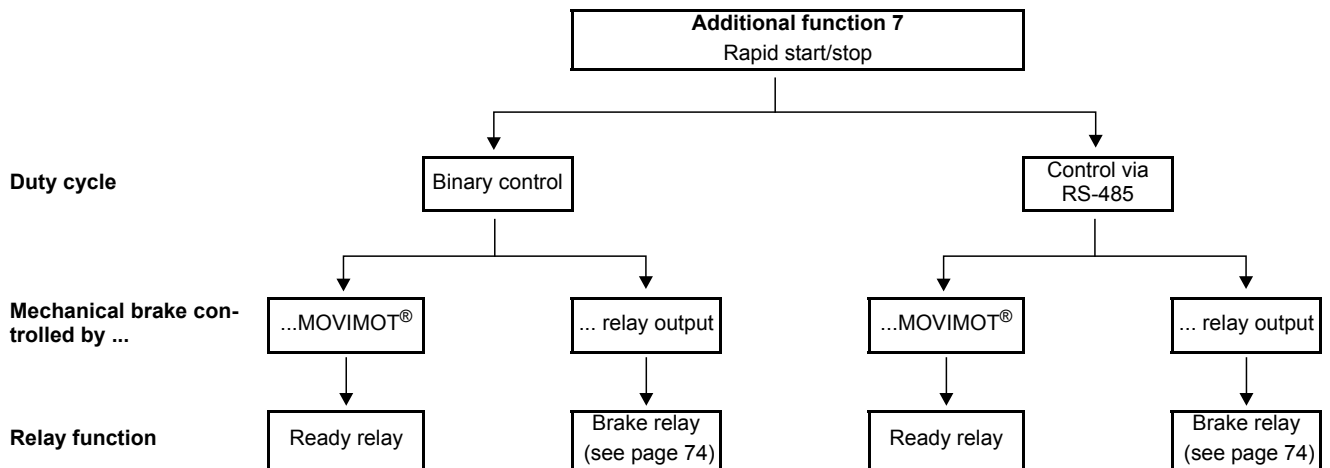 Additional function 7
Rapid start/stop
Duty cycle
Binary control
Control via
RS-485
Mechanical brake con-
trolled by ...
...MOVIMOT®
... relay output
...MOVIMOT®
... relay output
Relay function
Ready relay
Brake relay
(see page 74)
Ready relay
Brake relay
(see page 74)